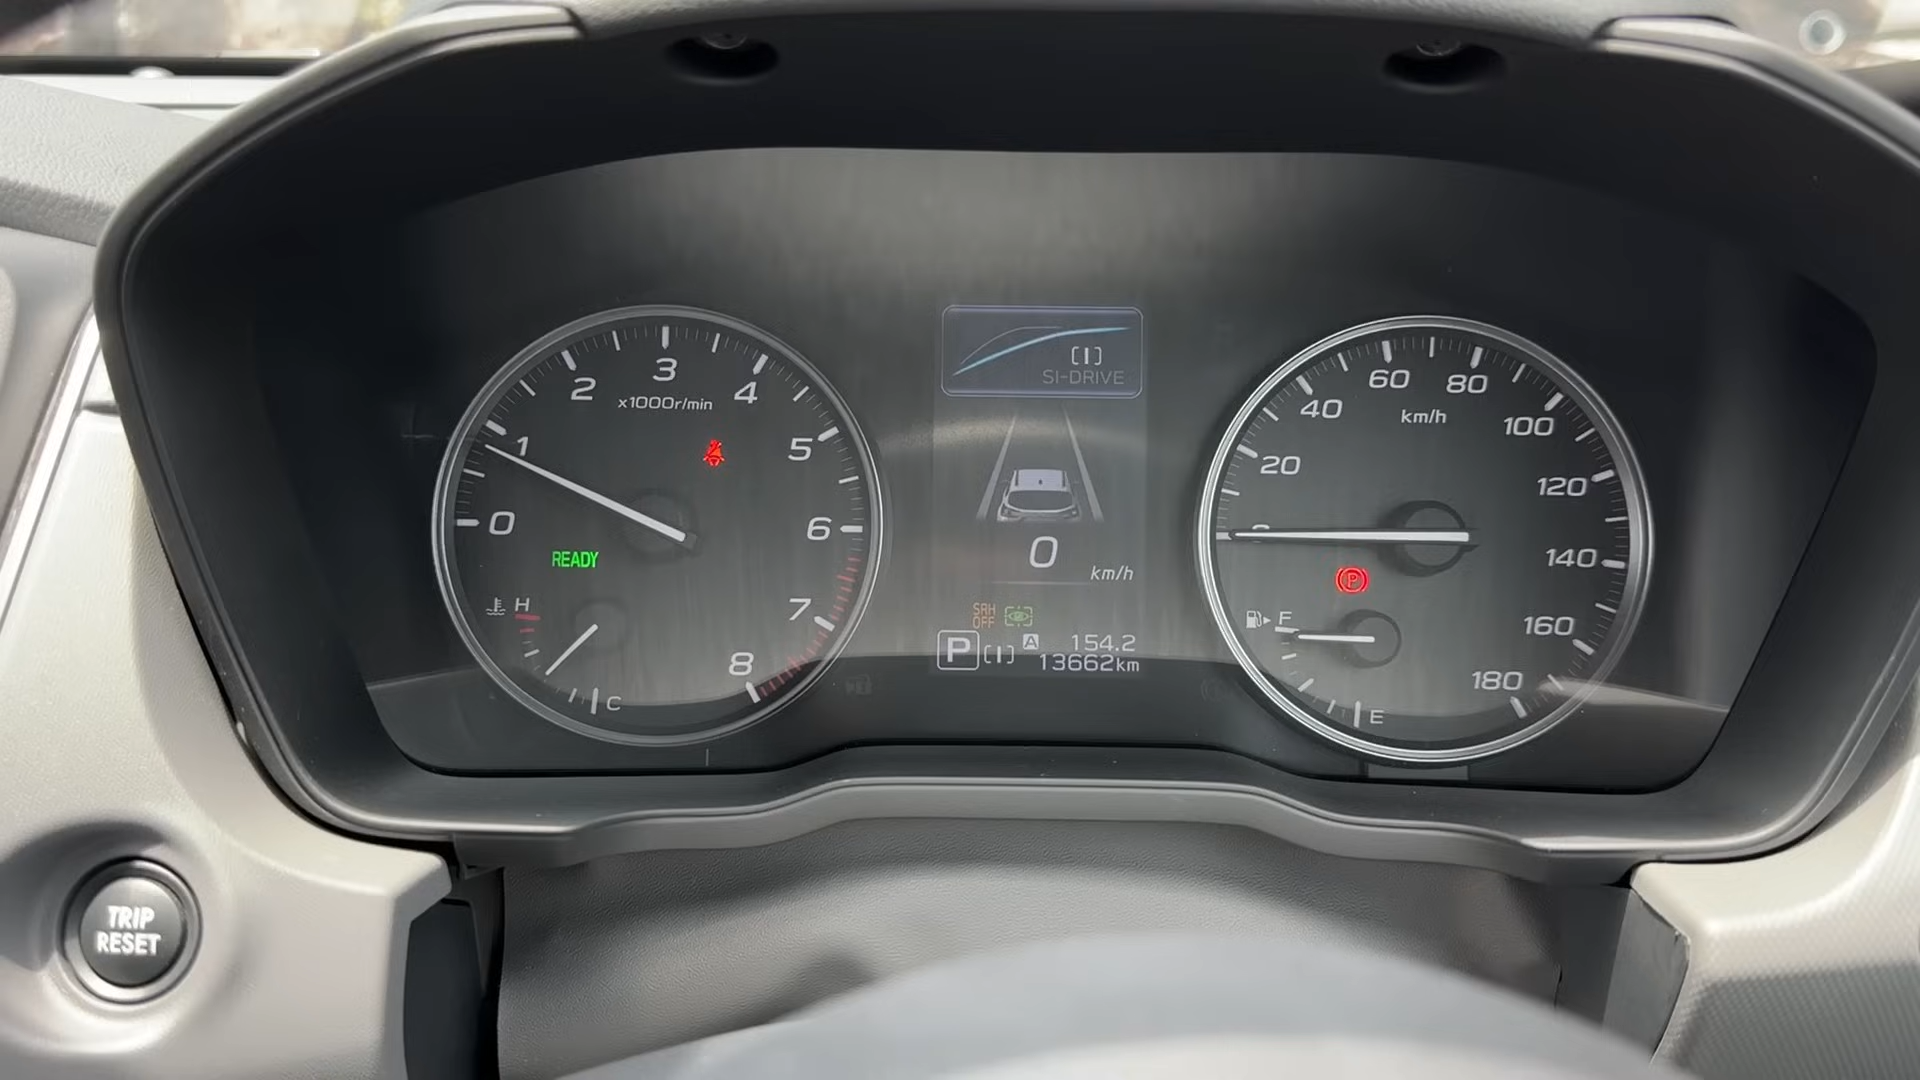 3
2
4
x1000r/min
1
5
0
6
READY
H
7
8
C
[I]
SI-DRIVE
0
km/h
SRH
OFF
P [I] A 154.2
13662km
60
80
40
km/h
100
20
120
0
140
P
F
160
180
E
TRIP
RESET